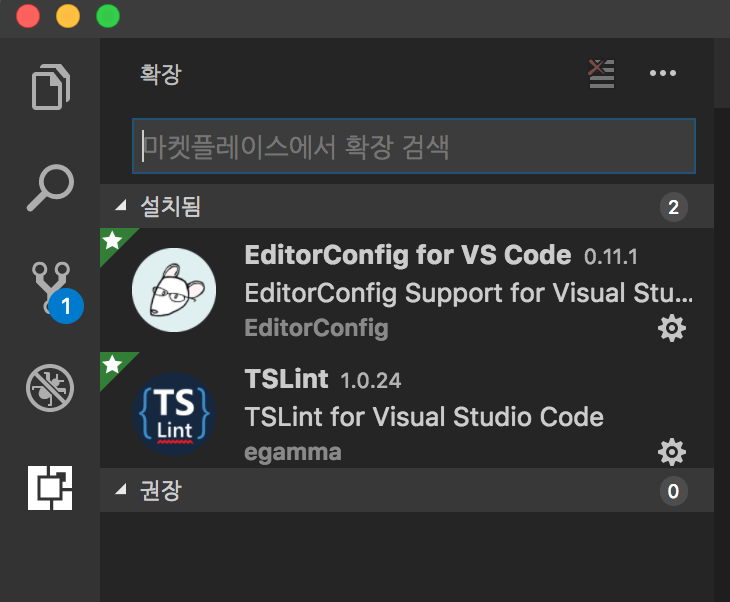 확장
마켓플레이스에서 확장 검색
설치됨 2
EditorConfig for VS Code 0.11.1
EditorConfig Support for Visual Stu...
EditorConfig
1
TSLint 1.0.24
TSLint for Visual Studio Code
egamma
{TS Lint}
권장 0